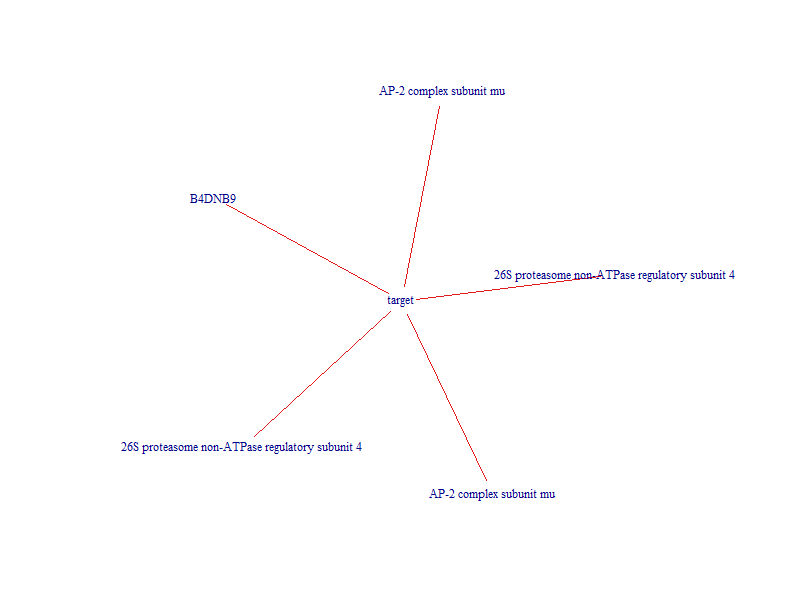 AP-2 complex subunit mu
B4DNB9
26S proteasome non-ATPase regulatory subunit 4
target
26S proteasome non-ATPase regulatory subunit 4
AP-2 complex subunit mu